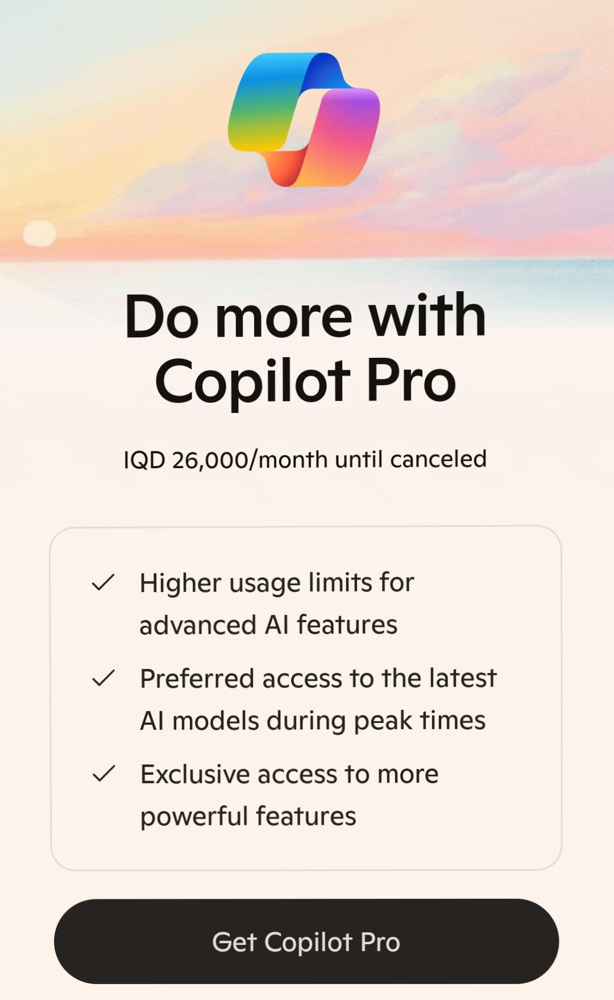 Do more with
Copilot Pro
IQD 26,000/month until canceled
Higher usage limits for
advanced AI features
Preferred access to the latest
AI models during peak times
Exclusive access to more
powerful features
Get Copilot Pro